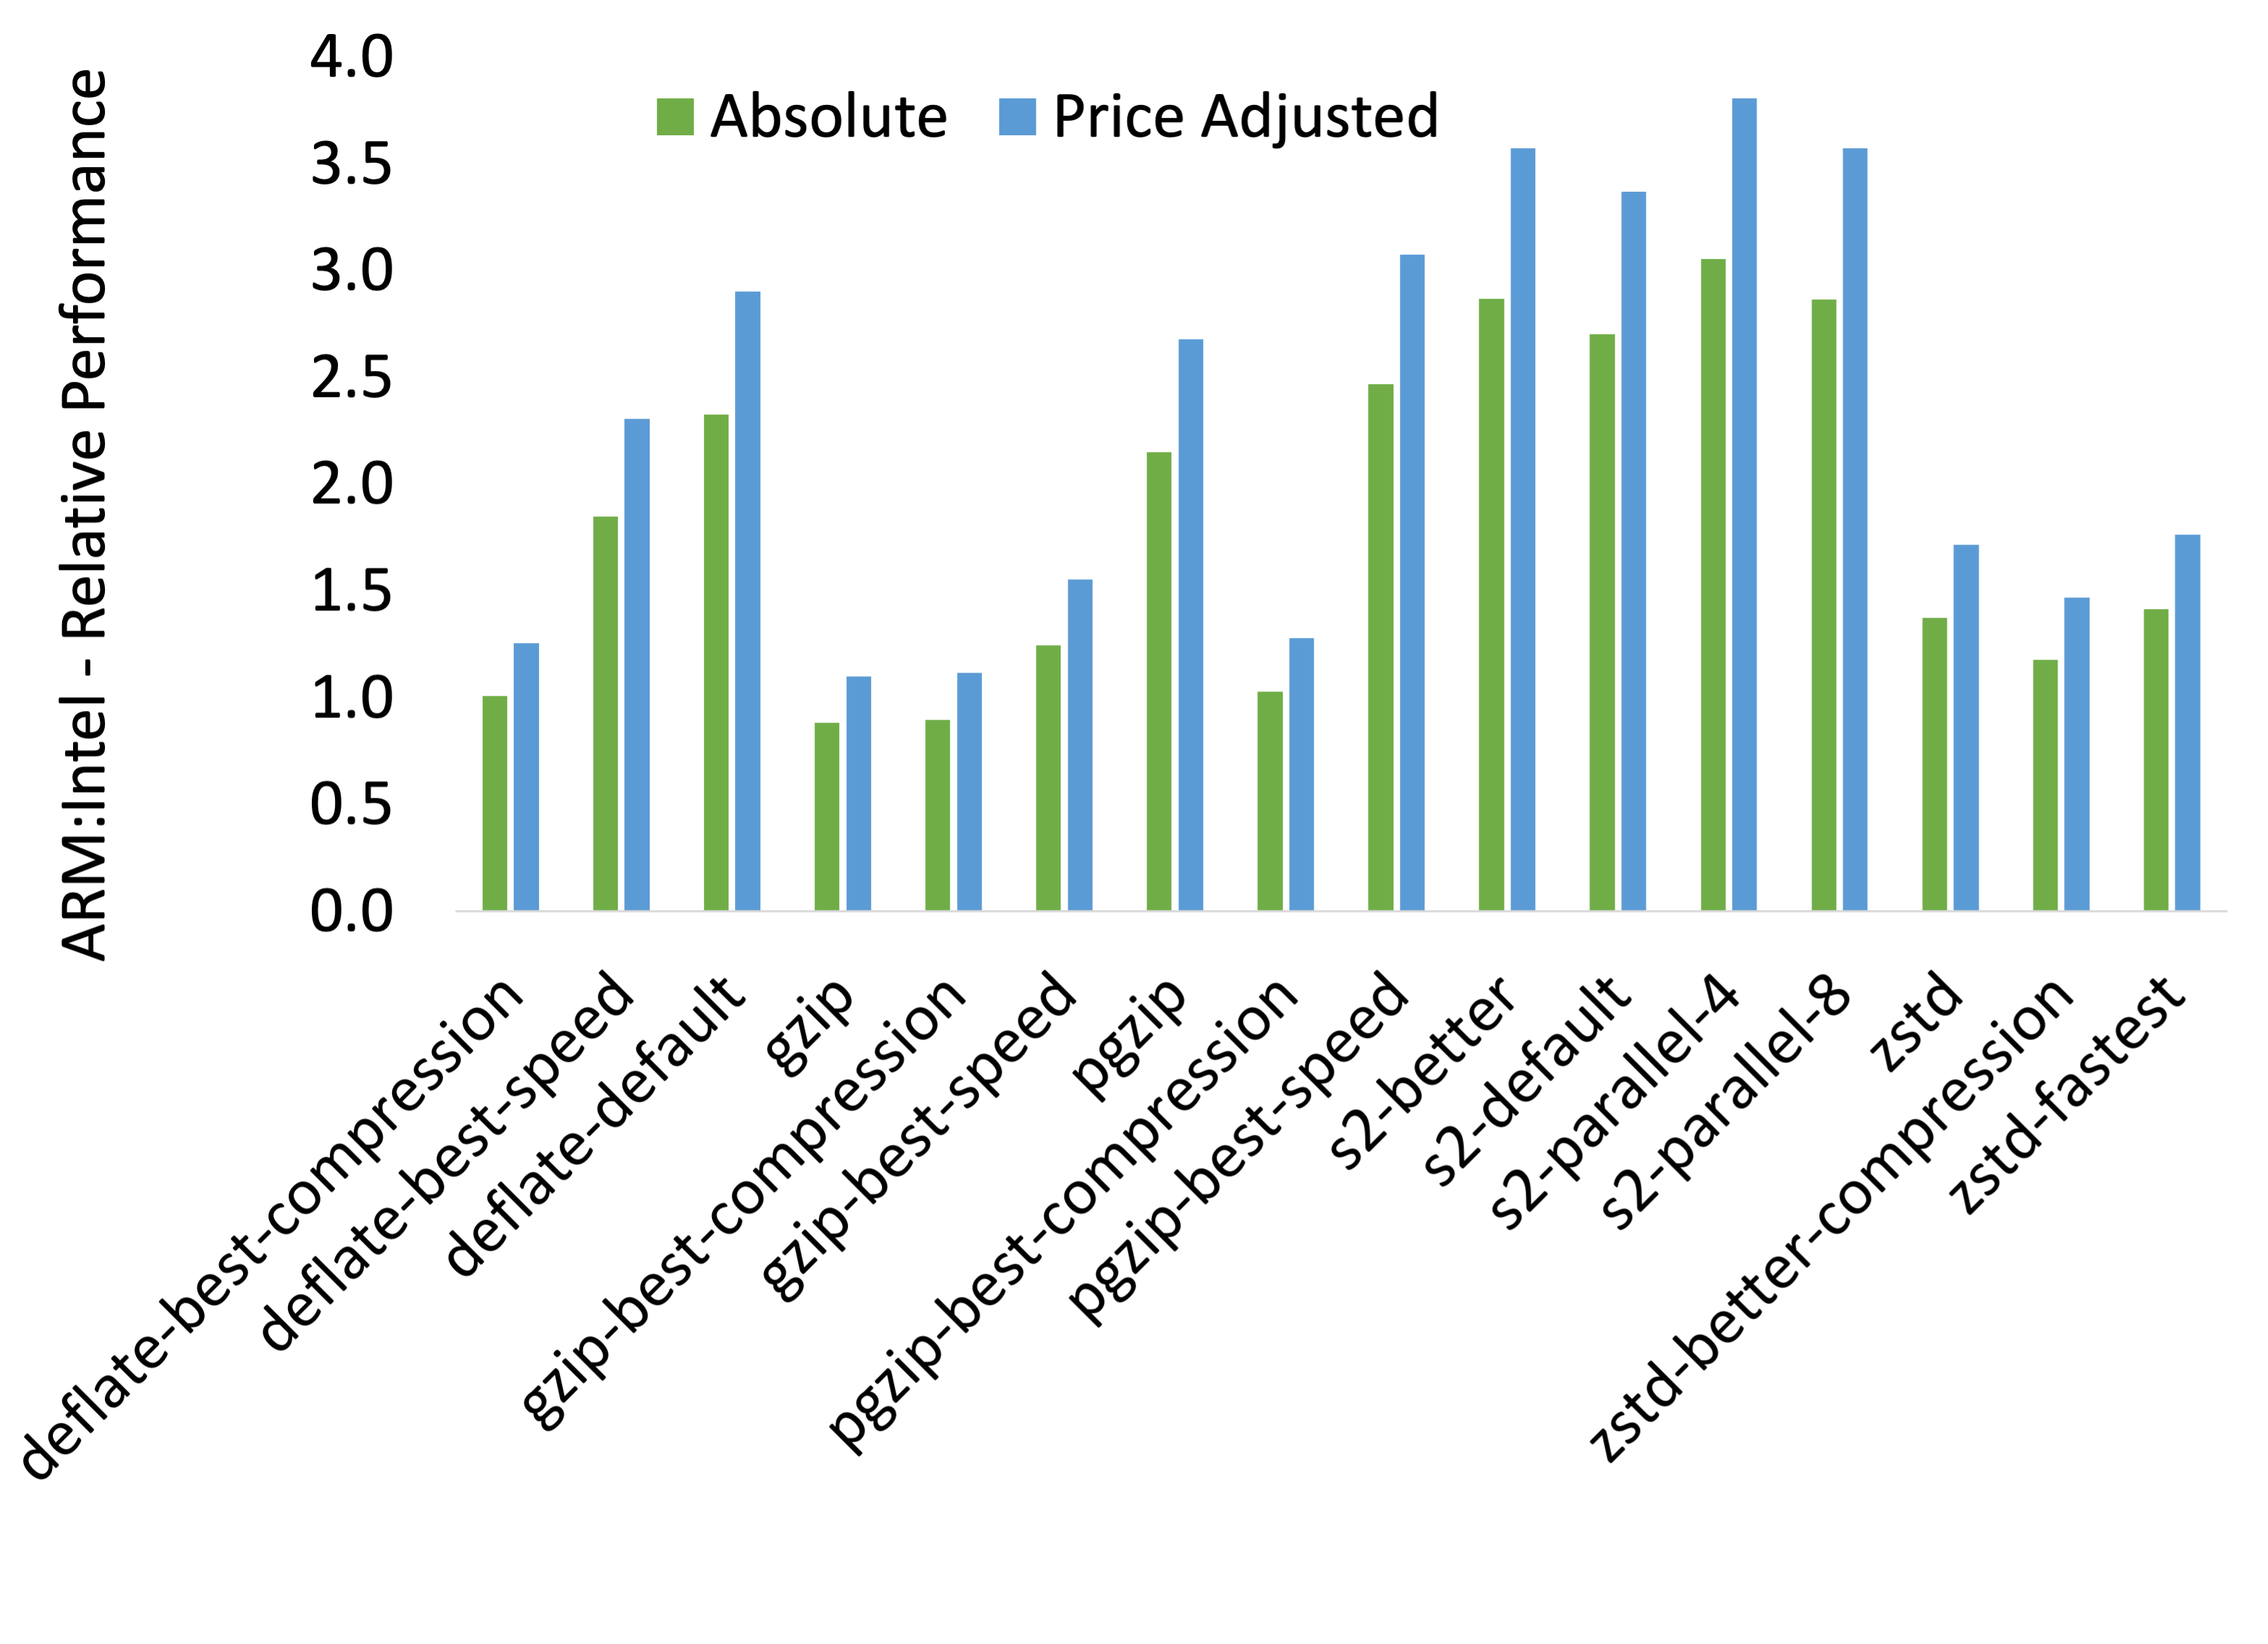 ARM::Intel - Relative Performance
4.0
3.5
3.0
2.5
2.0
1.5
1.0
0.5
0.0
Absolute
Price Adjusted
deflate-best-compression
deflate-best-speed
deflate-default
gzip
gzip-best-compression
gzip-best-speed
pgzip
pgzip-best-compression
pgzip-best-speed
s2-better
s2-default
s2-parallel-4
s2-parallel-8
zstd
zstd-better-compression
zstd-fastest